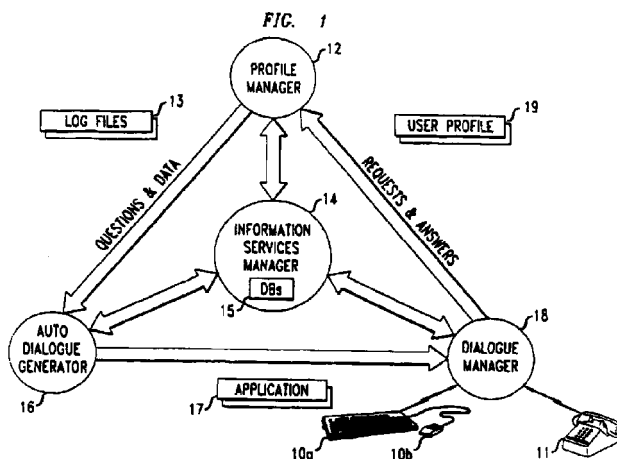 FIG. 1
12
PROFILE
MANAGER
13
LOG FILES
19
USER PROFILE
QUESTIONS & DATA
REQUESTS & ANSWERS
14
INFORMATION
SERVICES
MANAGER
DBs
15
18
AUTO
DIALOGUE
GENERATOR
DIALOGUE
MANAGER
16
APPLICATION
17
10a
10b
11